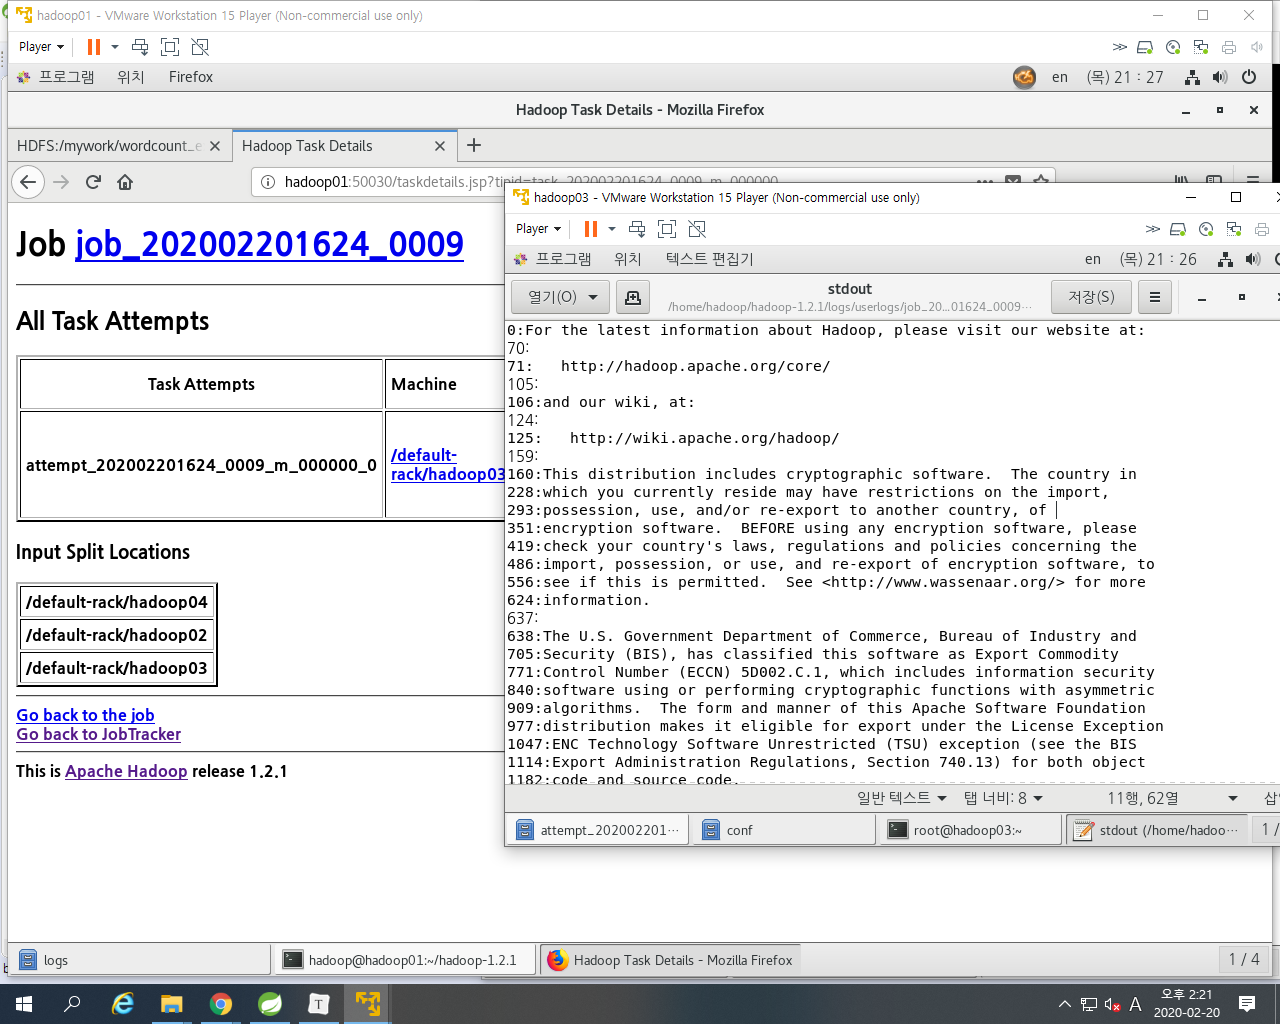 hadoop01 - VMware Workstation 15 Player (Non-commercial use only)
Player
프로그램 위치 Firefox en (목) 21 : 27
Hadoop Task Details - Mozilla Firefox
HDFS:/mywork/wordcount_e Hadoop Task Details
hadoop01:50030/taskdetails.jsp?tipid=task_202002201624_0009_m_000000
Job job_202002201624_0009
All Task Attempts
Task Attempts Machine
attempt_202002201624_0009_m_000000_0 /default-rack/hadoop03
Input Split Locations
/default-rack/hadoop04
/default-rack/hadoop02
/default-rack/hadoop03
Go back to the job
Go back to JobTracker
This is Apache Hadoop release 1.2.1
hadoop03 - VMware Workstation 15 Player (Non-commercial use only)
Player
프로그램 위치 텍스트 편집기 en (목) 21 : 26
열기(O) stdout 저장(S)
/home/hadoop/hadoop-1.2.1/logs/userlogs/job_20…01624_0009…
0:For the latest information about Hadoop, please visit our website at:
70:
71:   http://hadoop.apache.org/core/
105:
106:and our wiki, at:
124:
125:   http://wiki.apache.org/hadoop/
159:
160:This distribution includes cryptographic software.  The country in
228:which you currently reside may have restrictions on the import,
293:possession, use, and/or re-export to another country, of
351:encryption software.  BEFORE using any encryption software, please
419:check your country's laws, regulations and policies concerning the
486:import, possession, or use, and re-export of encryption software, to
556:see if this is permitted.  See <http://www.wassenaar.org/> for more
624:information.
637:
638:The U.S. Government Department of Commerce, Bureau of Industry and
705:Security (BIS), has classified this software as Export Commodity
771:Control Number (ECCN) 5D002.C.1, which includes information security
840:software using or performing cryptographic functions with asymmetric
909:algorithms.  The form and manner of this Apache Software Foundation
977:distribution makes it eligible for export under the License Exception
1047:ENC Technology Software Unrestricted (TSU) exception (see the BIS
1114:Export Administration Regulations, Section 740.13) for both object
1182:code and source code.
일반 텍스트 탭 너비: 8 11행, 62열 삽
attempt_202002201… conf root@hadoop03:~ stdout (/home/hadoo… 1 /
logs hadoop@hadoop01:~/hadoop-1.2.1 Hadoop Task Details - Mozilla Firefox 1 / 4
A 오후 2:21
2020-02-20